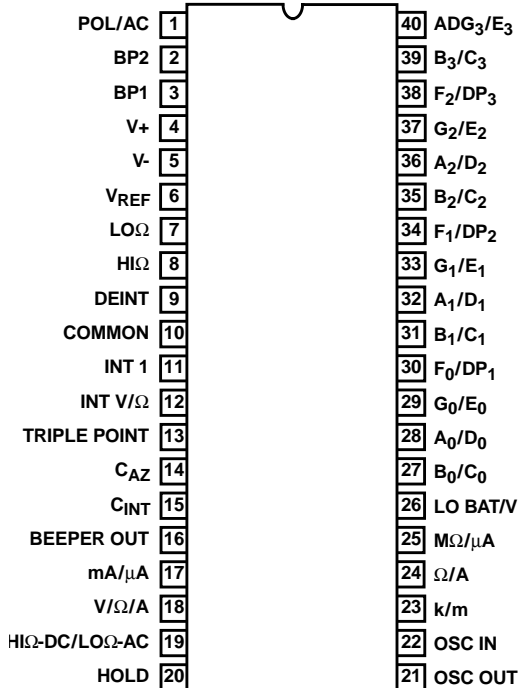 POL/AC 1 40 ADG3/E3
BP2 2 39 B3/C3
BP1 3 38 F2/DP3
V+ 4 37 G2/E2
V- 5 36 A2/D2
VREF 6 35 B2/C2
LOΩ 7 34 F1/DP2
HIΩ 8 33 G1/E1
DEINT 9 32 A1/D1
COMMON 10 31 B1/C1
INT 1 11 30 F0/DP1
INT V/Ω 12 29 G0/E0
TRIPLE POINT 13 28 A0/D0
CAZ 14 27 B0/C0
CINT 15 26 LO BAT/V
BEEPER OUT 16 25 MΩ/μA
mA/μA 17 24 Ω/A
V/Ω/A 18 23 k/m
HIΩ-DC/LOΩ-AC 19 22 OSC IN
HOLD 20 21 OSC OUT